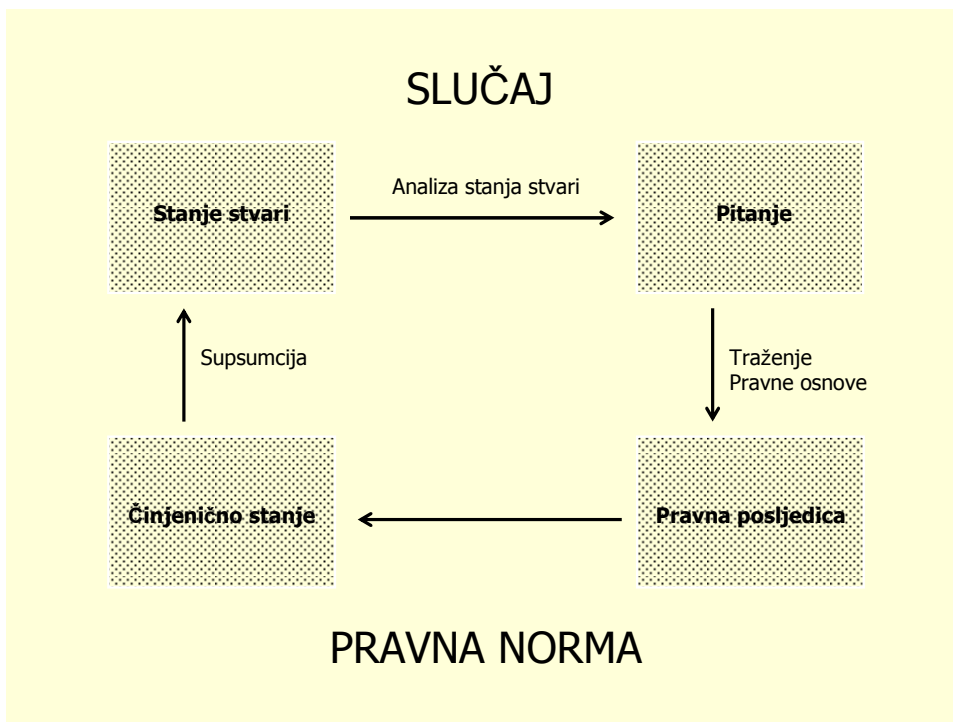 SLUČAJ
Analiza stanja stvari
Stanje stvari
Pitanje
Supsumcija
Traženje
Pravne osnove
Činjenično stanje
Pravna posljedica
PRAVNA NORMA